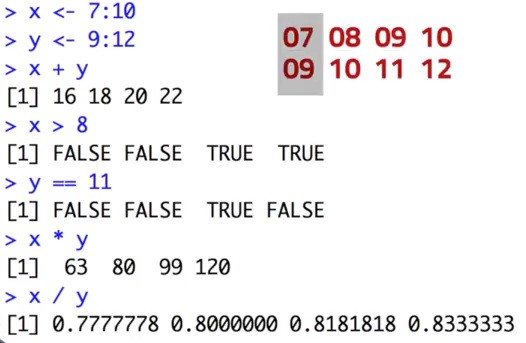 > x <- 7:10
> y <- 9:12
> x + y
[1] 16 18 20 22
> x > 8
[1] FALSE FALSE  TRUE  TRUE
> y == 11
[1] FALSE FALSE  TRUE FALSE
> x * y
[1]  63  80  99 120
> x / y
[1] 0.7777778 0.8000000 0.8181818 0.8333333
07 08 09 10
09 10 11 12